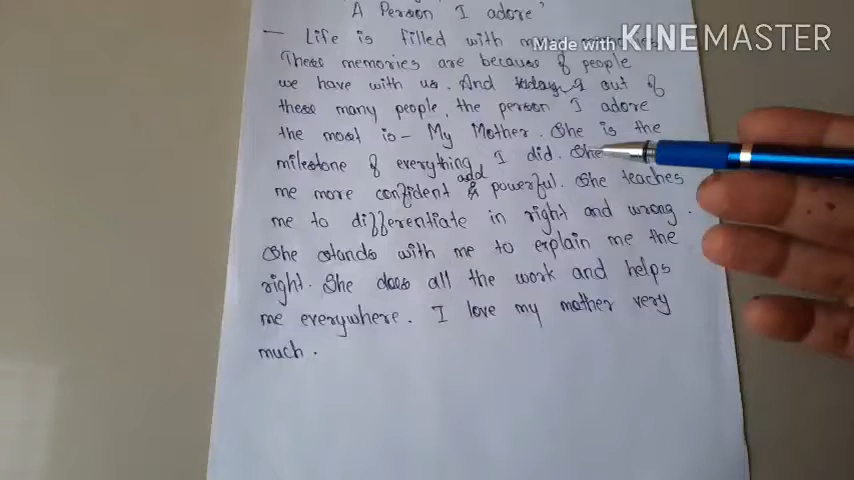 A Person I adore'
— Life is filled with
Made with KINEMASTER
These memories are because of people
we have with us. And today I out of
these many people, the person I adore
the most is – My Mother. She is the
milestone of everything I did. She
add
me more confident & powerful. She teaches
me to differentiate in right and wrong.
She stands with me to explain me the
right. She does all the work and helps
me everywhere. I love my mother very
much.